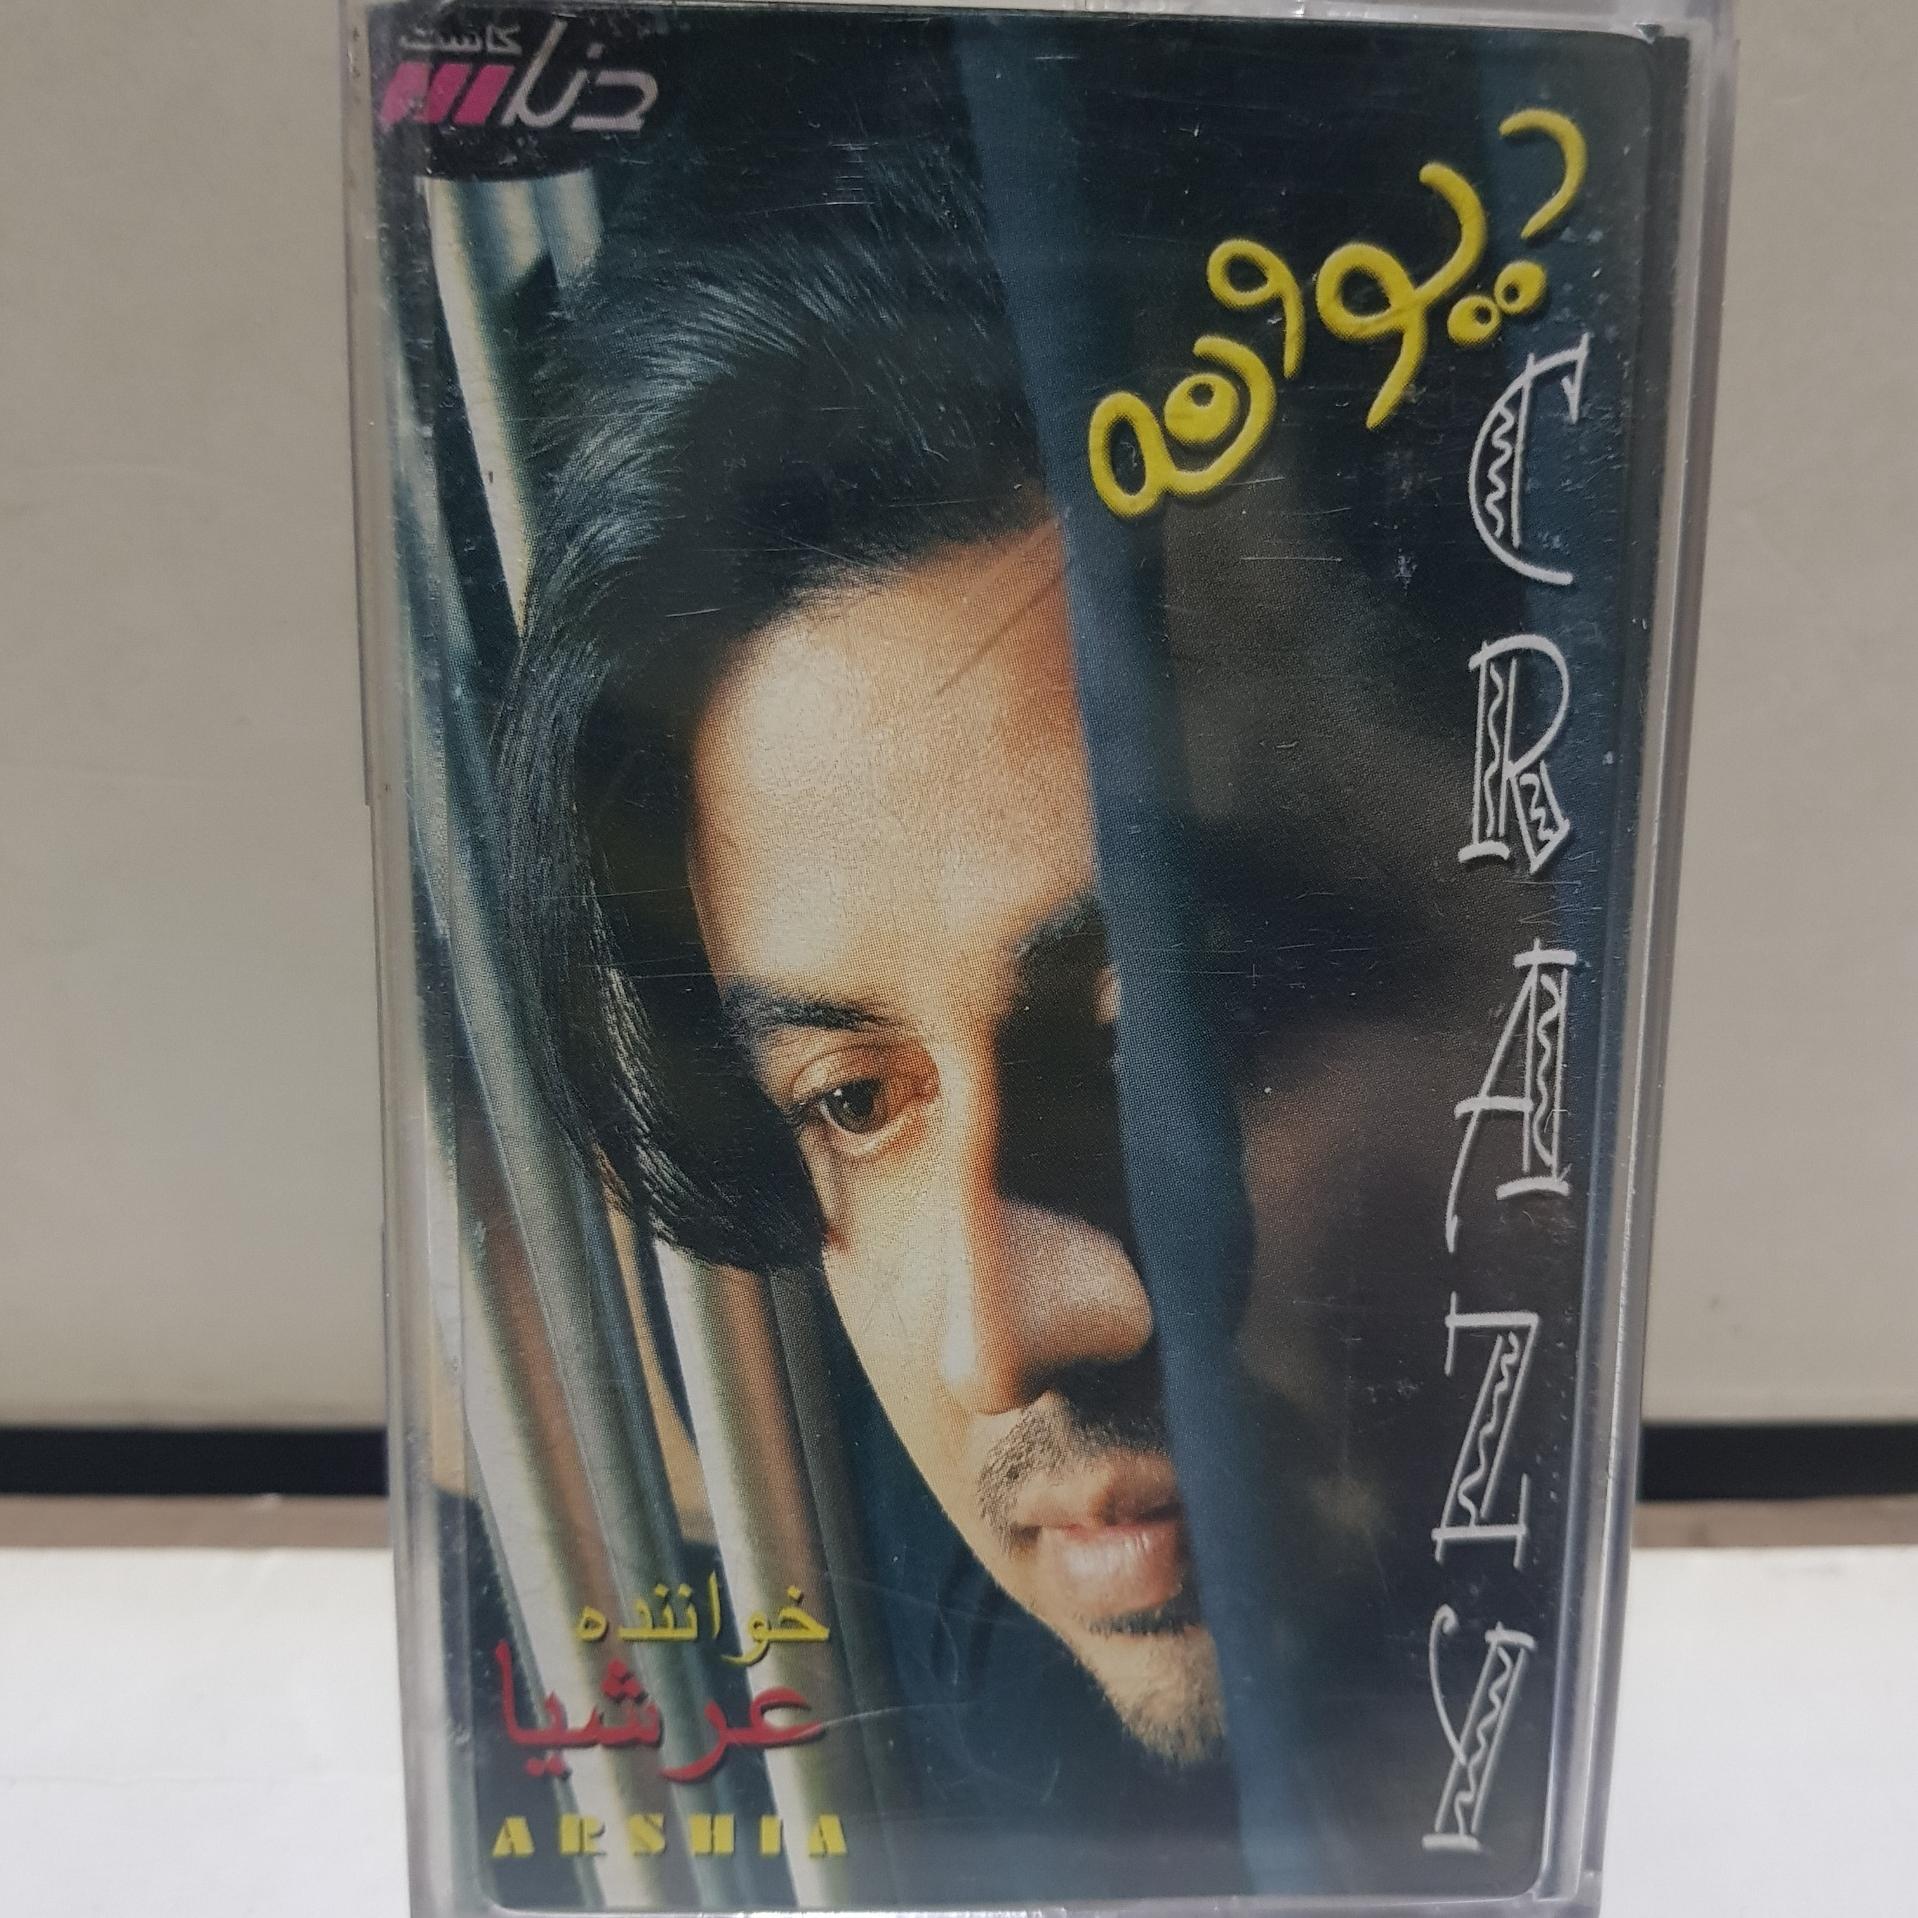 کاست
دنیا
دیوونه
CRAZY
خواننده
عرشیا
ARSHIA